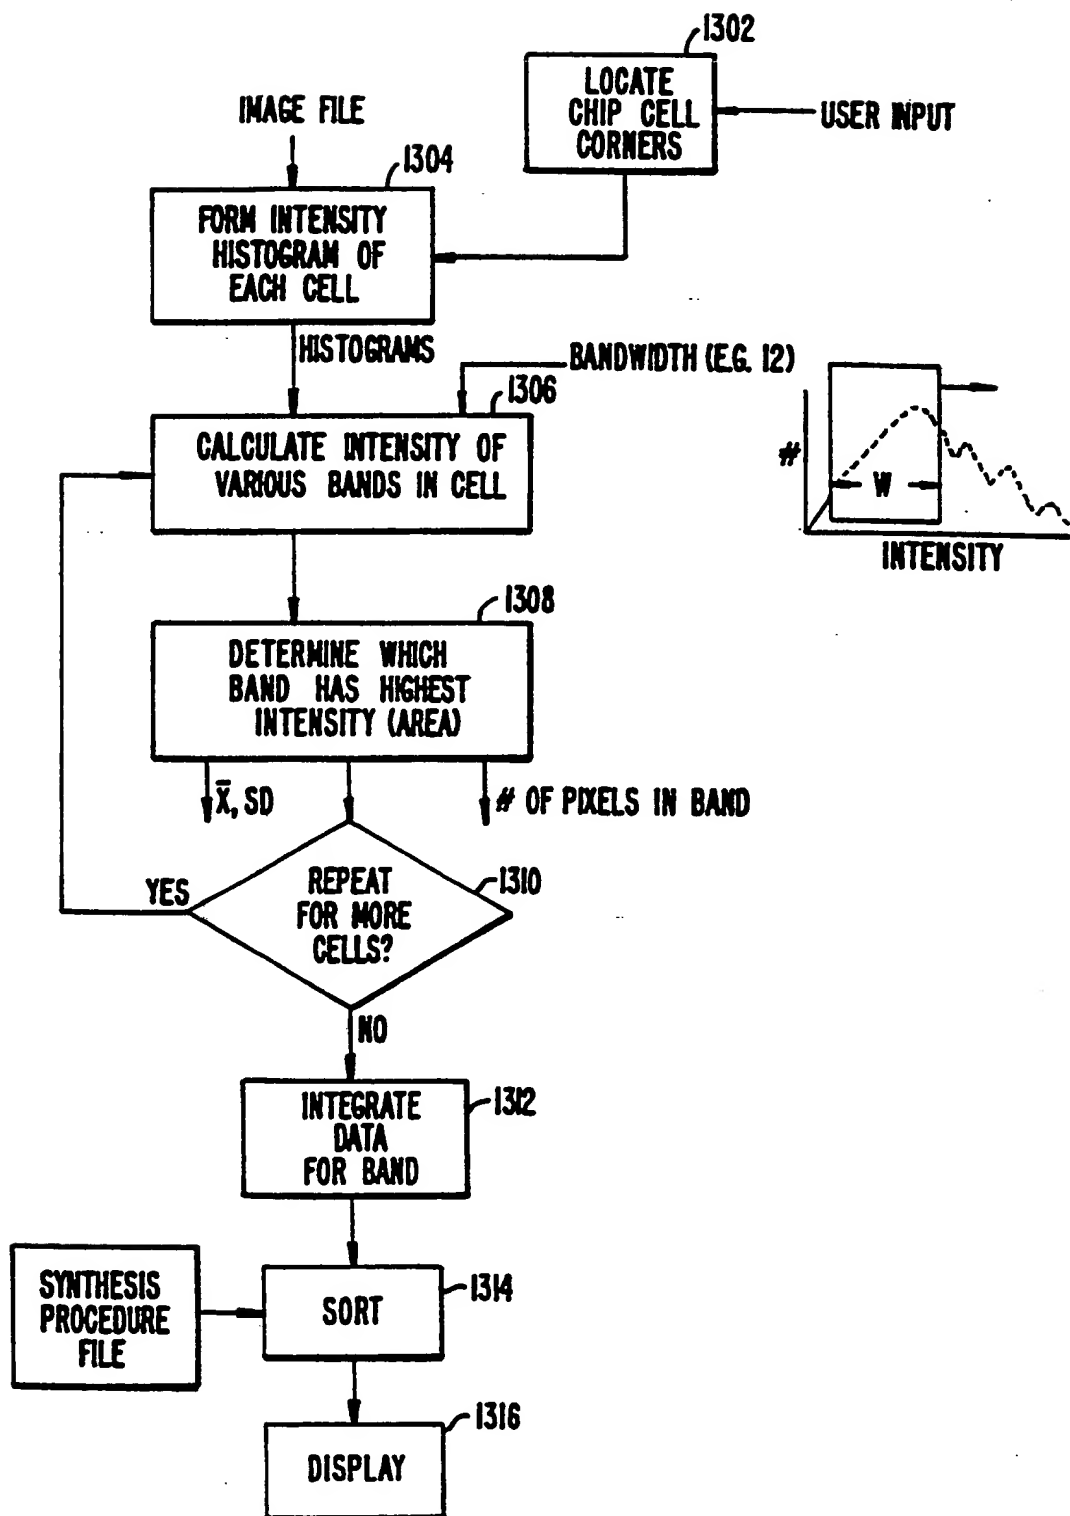 1302
LOCATE
CHIP CELL
CORNERS
USER INPUT
IMAGE FILE
1304
FORM INTENSITY
HISTOGRAM OF
EACH CELL
HISTOGRAMS
BANDWIDTH (E.G. 12)
1306
CALCULATE INTENSITY OF
VARIOUS BANDS IN CELL
#
W
INTENSITY
1308
DETERMINE WHICH
BAND HAS HIGHEST
INTENSITY (AREA)
X̄, SD
# OF PIXELS IN BAND
YES
REPEAT
FOR MORE
CELLS?
1310
NO
INTEGRATE
DATA
FOR BAND
1312
SYNTHESIS
PROCEDURE
FILE
SORT
1314
DISPLAY
1316